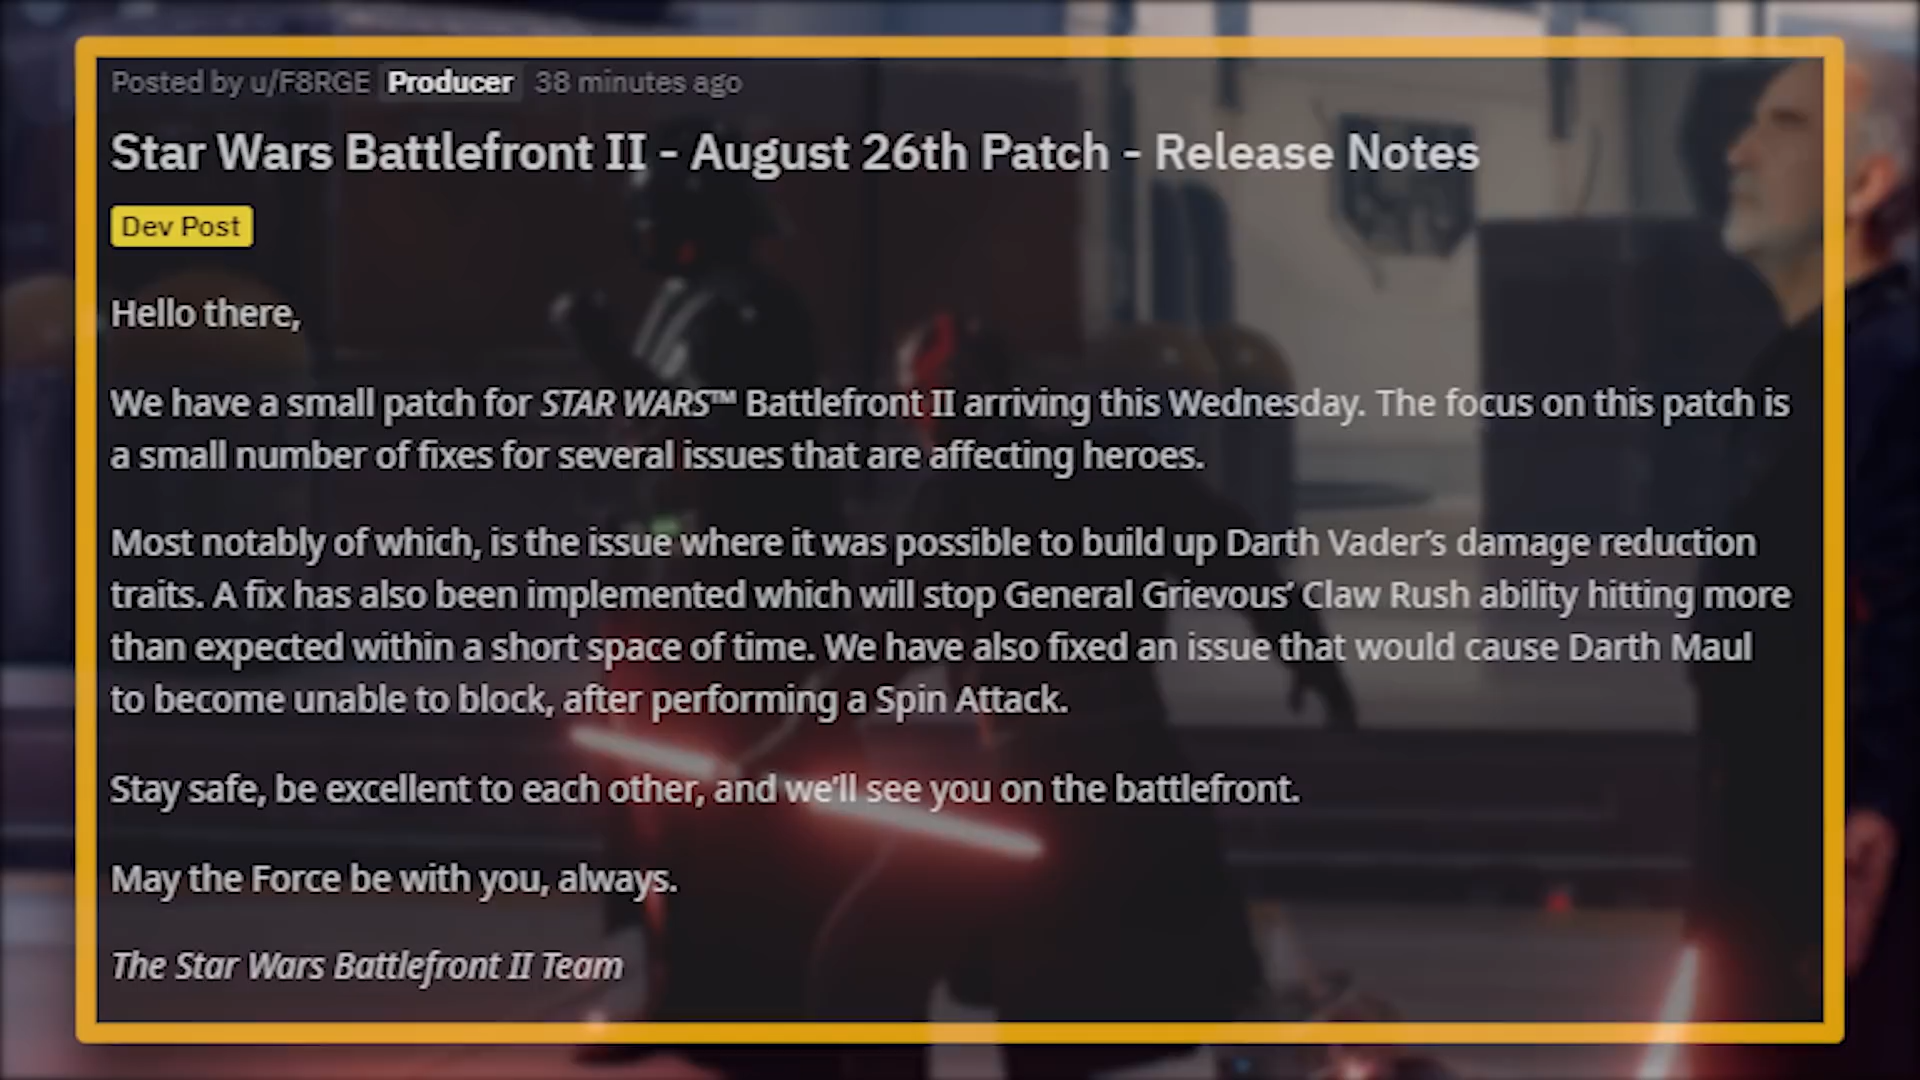 Posted by u/F8RGE Producer 38 minutes ago
Star Wars Battlefront II - August 26th Patch - Release Notes
Dev Post
Hello there,
We have a small patch for STAR WARS™ Battlefront II arriving this Wednesday. The focus on this patch is
a small number of fixes for several issues that are affecting heroes.
Most notably of which, is the issue where it was possible to build up Darth Vader’s damage reduction
traits. A fix has also been implemented which will stop General Grievous’ Claw Rush ability hitting more
than expected within a short space of time. We have also fixed an issue that would cause Darth Maul
to become unable to block, after performing a Spin Attack.
Stay safe, be excellent to each other, and we’ll see you on the battlefront.
May the Force be with you, always.
The Star Wars Battlefront II Team